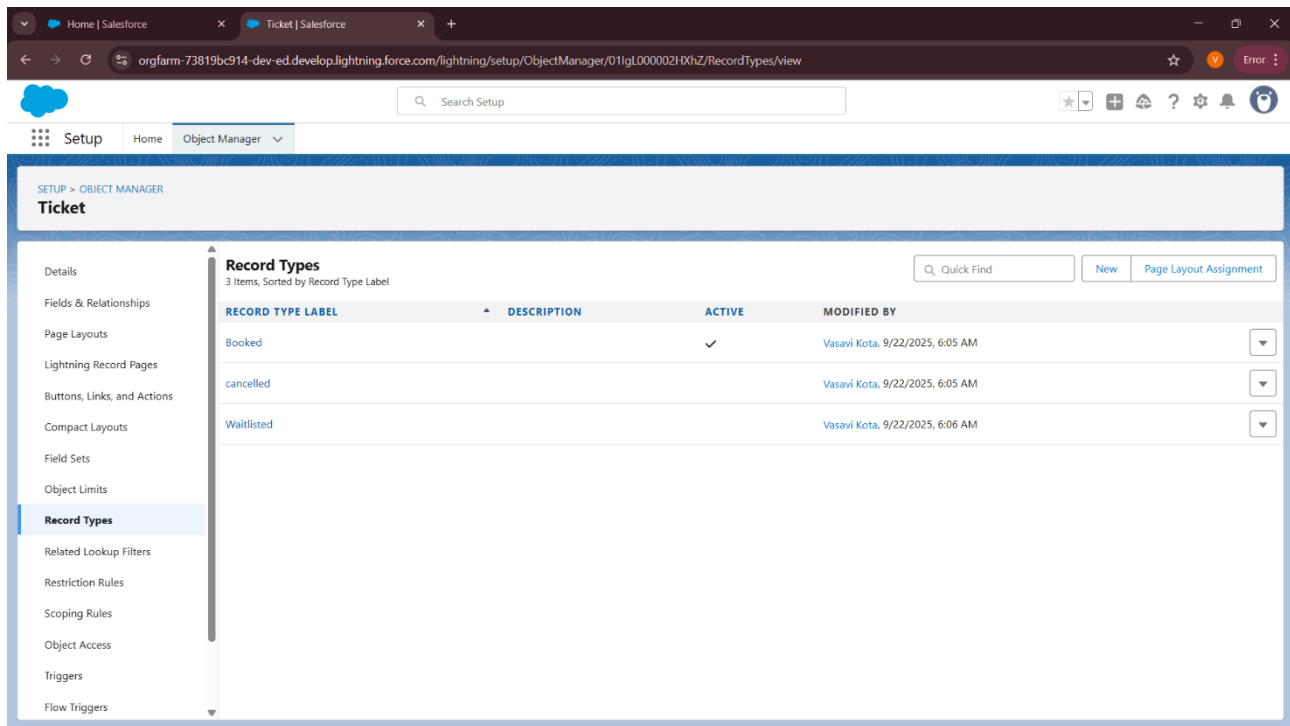 Home | Salesforce
Ticket | Salesforce
orgfarm-73819bc914-dev-ed.develop.lightning.force.com/lightning/setup/ObjectManager/01IgL000002HXhZ/RecordTypes/view
V
Error
Search Setup
Setup
Home
Object Manager
SETUP > OBJECT MANAGER
Ticket
Details
Fields & Relationships
Page Layouts
Lightning Record Pages
Buttons, Links, and Actions
Compact Layouts
Field Sets
Object Limits
Record Types
Related Lookup Filters
Restriction Rules
Scoping Rules
Object Access
Triggers
Flow Triggers
Record Types
3 Items, Sorted by Record Type Label
Quick Find
New
Page Layout Assignment
RECORD TYPE LABEL DESCRIPTION ACTIVE MODIFIED BY
Booked Vasavi Kota, 9/22/2025, 6:05 AM
cancelled Vasavi Kota, 9/22/2025, 6:05 AM
Waitlisted Vasavi Kota, 9/22/2025, 6:06 AM